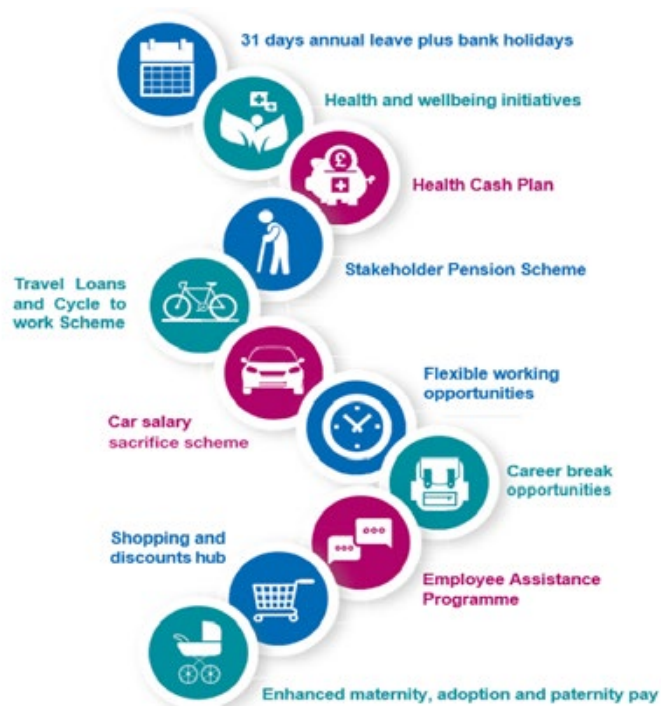 31 days annual leave plus bank holidays
Health and wellbeing initiatives
£
Health Cash Plan
Stakeholder Pension Scheme
Travel Loans
and Cycle to
work Scheme
Flexible working
opportunities
Car salary
sacrifice scheme
Career break
opportunities
Shopping and
discounts hub
Employee Assistance
Programme
Enhanced maternity, adoption and paternity pay